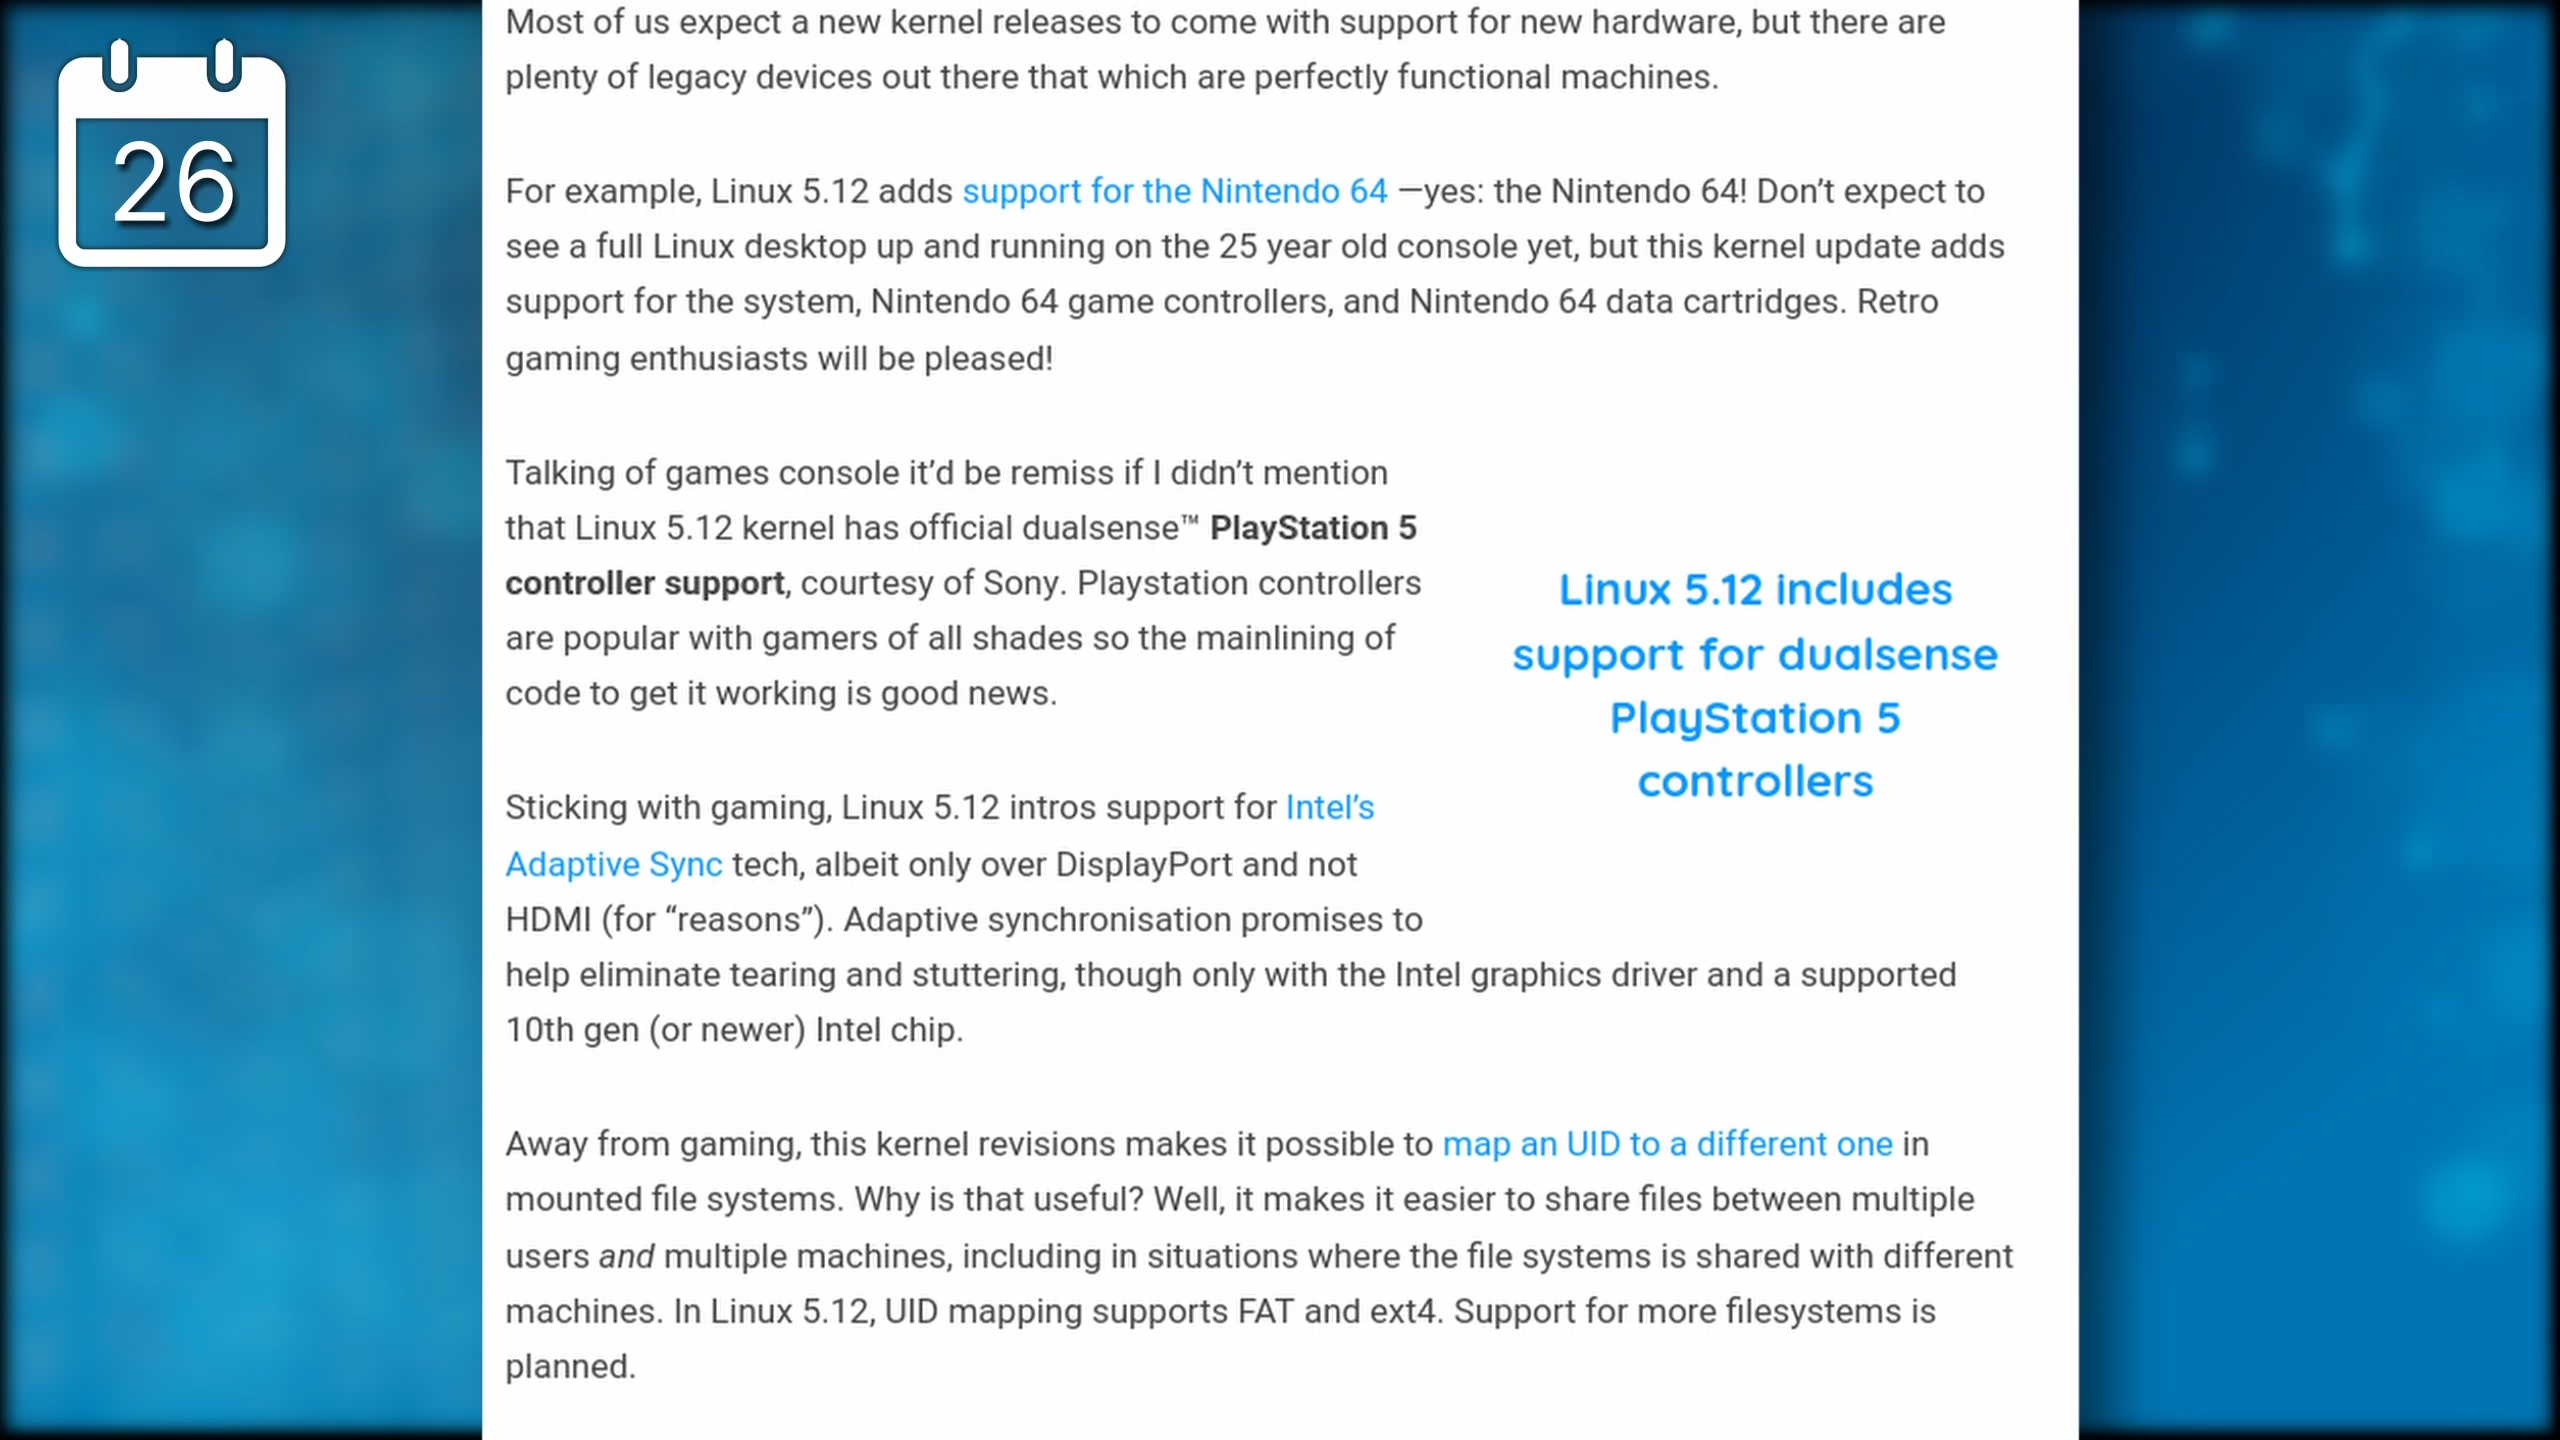 26
Most of us expect a new kernel releases to come with support for new hardware, but there are
plenty of legacy devices out there that which are perfectly functional machines.
For example, Linux 5.12 adds support for the Nintendo 64 —yes: the Nintendo 64! Don’t expect to
see a full Linux desktop up and running on the 25 year old console yet, but this kernel update adds
support for the system, Nintendo 64 game controllers, and Nintendo 64 data cartridges. Retro
gaming enthusiasts will be pleased!
Talking of games console it’d be remiss if I didn’t mention
that Linux 5.12 kernel has official dualsense™ PlayStation 5
controller support, courtesy of Sony. Playstation controllers
are popular with gamers of all shades so the mainlining of
code to get it working is good news.
Linux 5.12 includes
support for dualsense
PlayStation 5
controllers
Sticking with gaming, Linux 5.12 intros support for Intel’s
Adaptive Sync tech, albeit only over DisplayPort and not
HDMI (for “reasons”). Adaptive synchronisation promises to
help eliminate tearing and stuttering, though only with the Intel graphics driver and a supported
10th gen (or newer) Intel chip.
Away from gaming, this kernel revisions makes it possible to map an UID to a different one in
mounted file systems. Why is that useful? Well, it makes it easier to share files between multiple
users and multiple machines, including in situations where the file systems is shared with different
machines. In Linux 5.12, UID mapping supports FAT and ext4. Support for more filesystems is
planned.